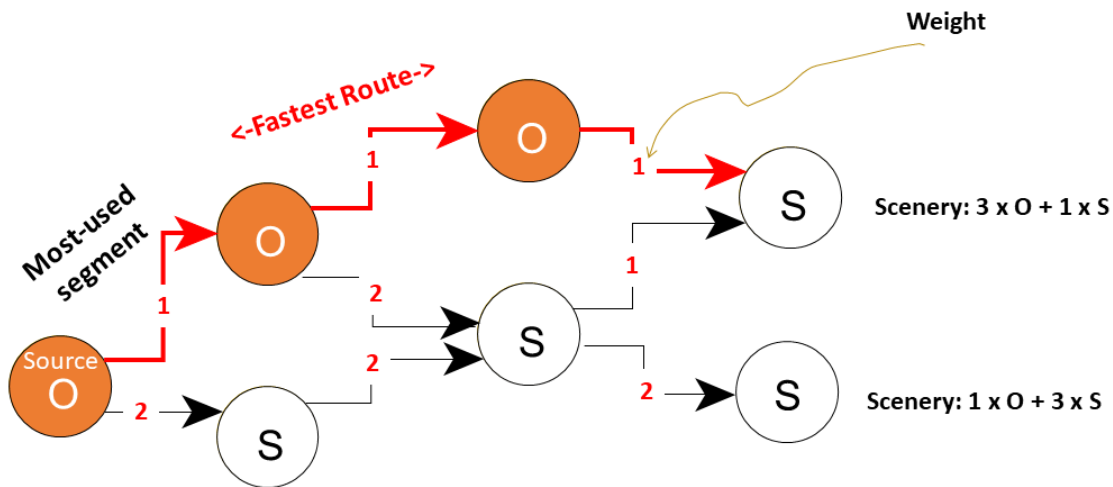 Weight
<-Fastest Route->
O
1
1
Most-used
segment
O
S
Scenery: 3 x O + 1 x S
1
2
1
Source
O
2
S
2
S
2
S
Scenery: 1 x O + 3 x S